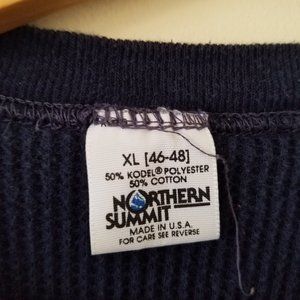 XL [46-48]
50% KODEL® POLYESTER
50% COTTON
NORTHERN
SUMMIT
MADE IN U.S.A.
FOR CARE SEE REVERSE